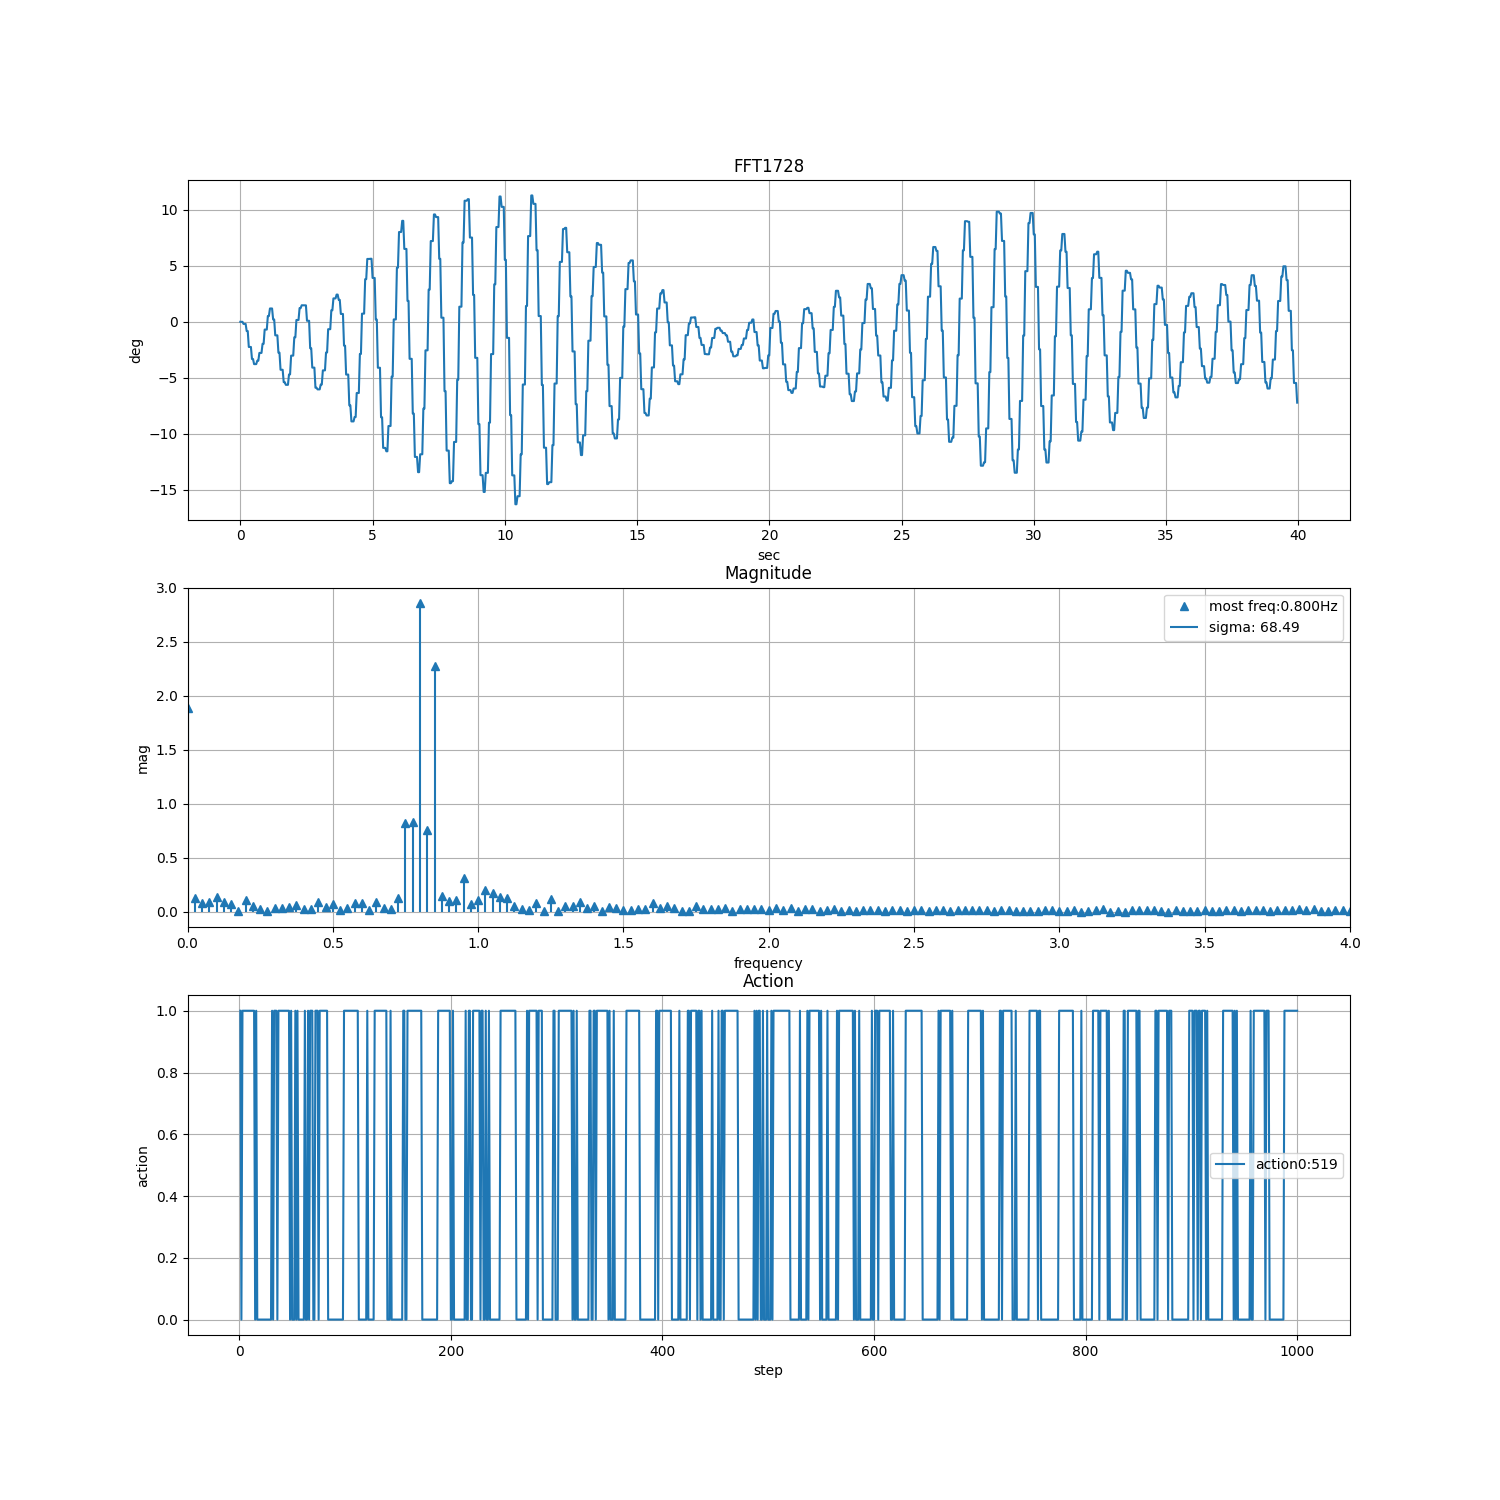 FFT1728
10
5
0
−5
−10
−15
deg
0 5 10 15 20 25 30 35 40
sec
Magnitude
3.0
2.5
2.0
1.5
1.0
0.5
0.0
mag
most freq:0.800Hz
sigma: 68.49
0.0 0.5 1.0 1.5 2.0 2.5 3.0 3.5 4.0
frequency
Action
1.0
0.8
0.6
0.4
0.2
0.0
action
action0:519
0 200 400 600 800 1000
step